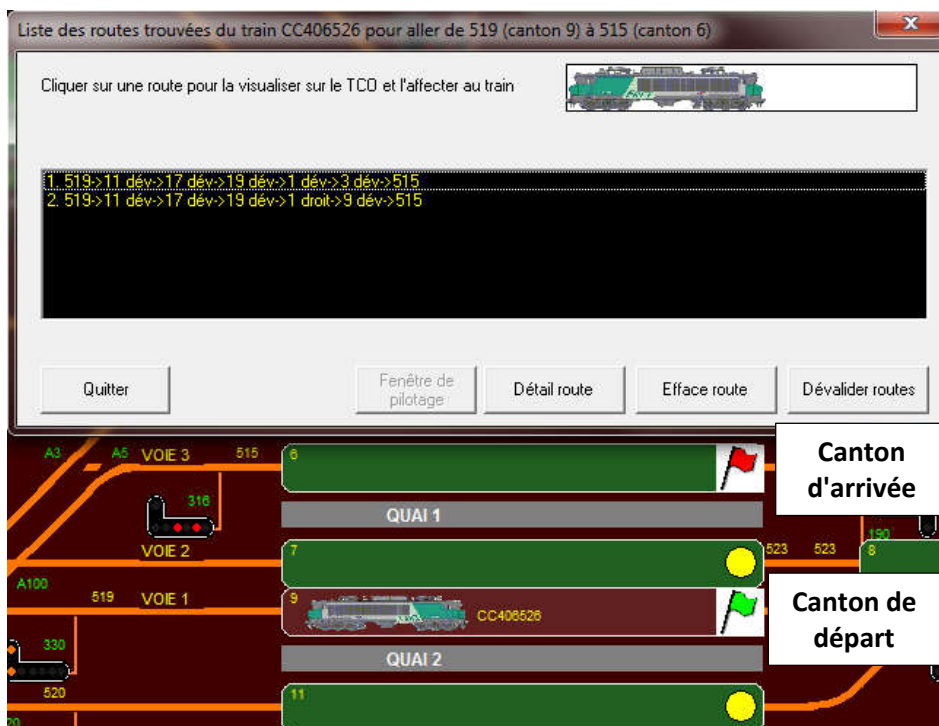 Liste des routes trouvées du train CC406526 pour aller de 519 (canton 9) à 515 (canton 6)
Cliquer sur une route pour la visualiser sur le TCO et l'affecter au train
1. 519->11 dév->17 dév->19 dév->1 dév->3 dév->515
2. 519->11 dév->17 dév->19 dév->1 droit->9 dév->515
Quitter
Fenêtre de
pilotage
Détail route
Efface route
Dévalider routes
A3 A5 VOIE 3 515 6
Canton
d'arrivée
316
QUAI 1
190
VOIE 2 7 523 523 8
A100
519 VOIE 1 9 CC406526
Canton de
départ
330
QUAI 2
520 11
20